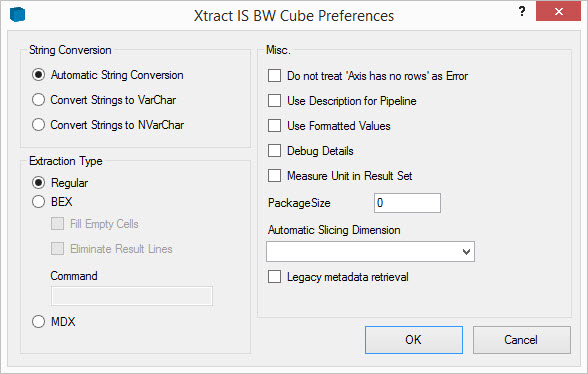 Xtract IS BW Cube Preferences
?
String Conversion
Automatic String Conversion
Convert Strings to VarChar
Convert Strings to NVarChar
Extraction Type
Regular
BEX
Fill Empty Cells
Eliminate Result Lines
Command
MDX
Misc.
Do not treat 'Axis has no rows' as Error
Use Description for Pipeline
Use Formatted Values
Debug Details
Measure Unit in Result Set
PackageSize 0
Automatic Slicing Dimension
Legacy metadata retrieval
OK Cancel